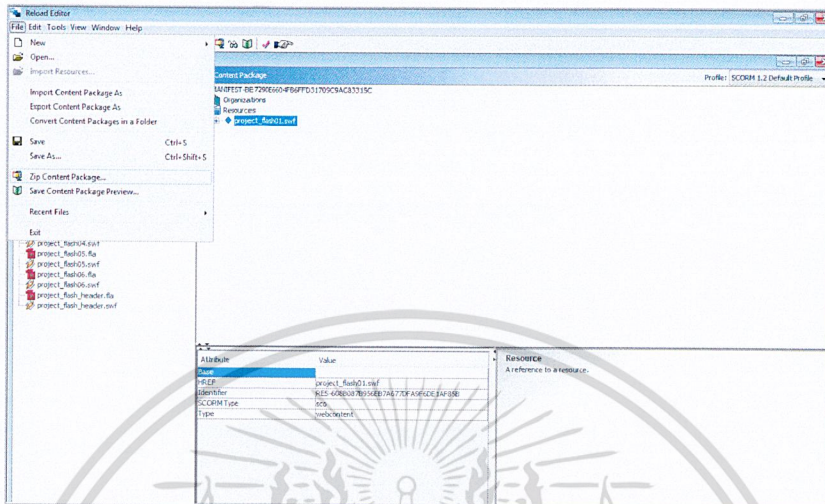 Reload Editor
File Edit Tools View Window Help
New
Open...
Import Resources...
Import Content Package As
Export Content Package As
Convert Content Packages in a Folder
Save Ctrl+S
Save As... Ctrl+Shift+S
Zip Content Package...
Save Content Package Preview...
Recent Files
Exit
Content Package
Profile: SCORM 1.2 Default Profile
Organizations
Resources
project_flash01.swf
project_flash04.swf
project_flash05.fla
project_flash05.swf
project_flash06.fla
project_flash06.swf
project_flash_header.fla
project_flash_header.swf
Attribute Value
Base
HREF project_flash01.swf
Identifier
SCORM Type sco
Type webcontent
Resource
A reference to a resource.